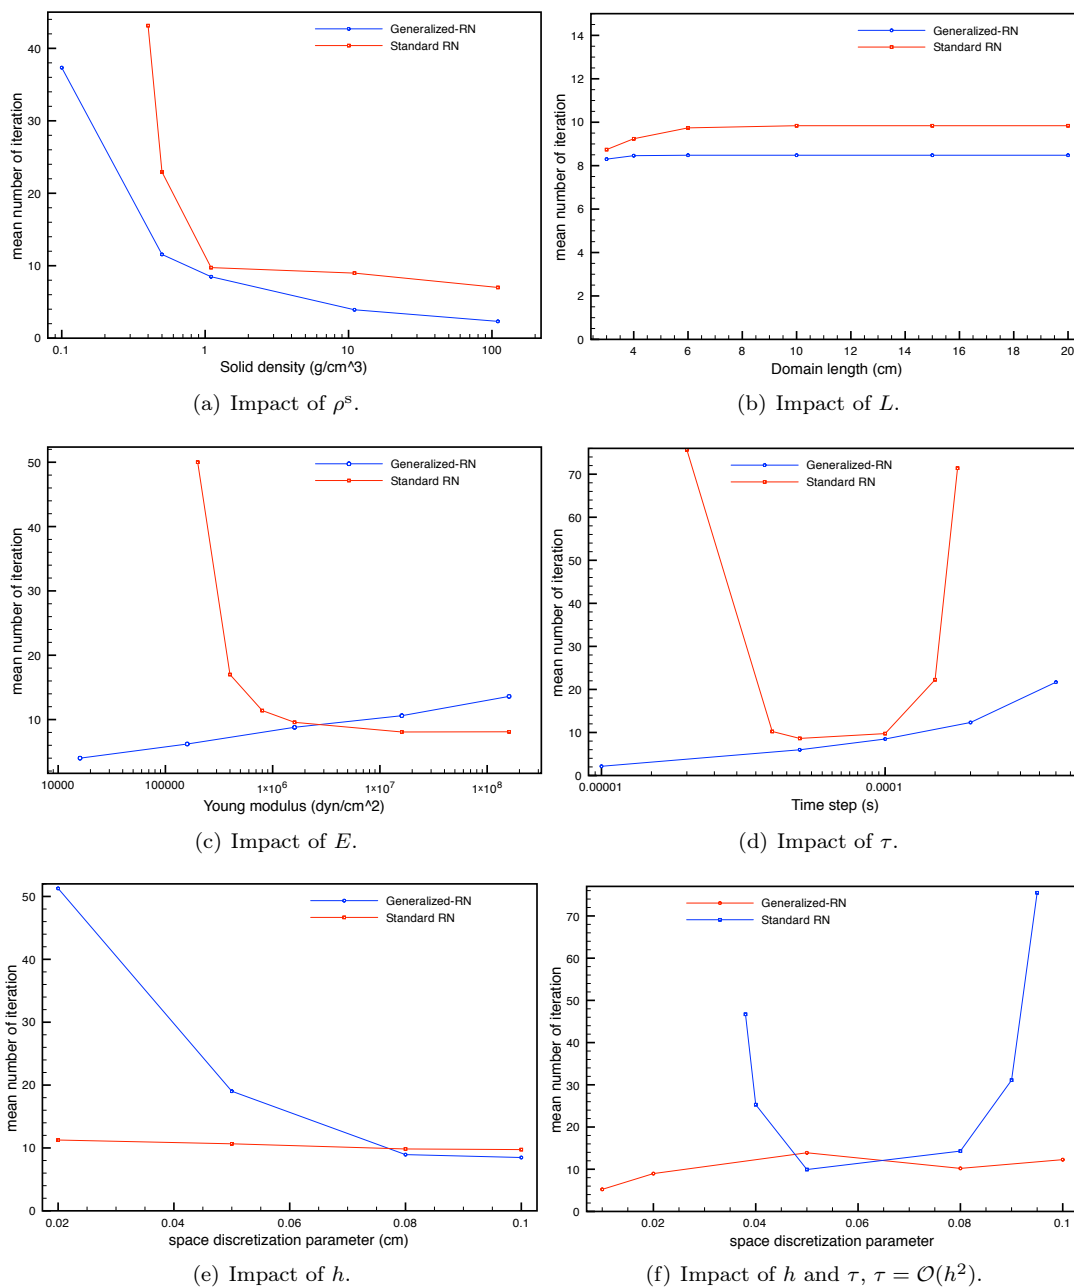 Generalized-RN
Standard RN
mean number of iteration
40
30
20
10
0
0.1
1
10
100
Solid density (g/cm^3)
(a) Impact of ρˢ.
Generalized-RN
Standard RN
mean number of iteration
14
12
10
8
6
4
2
0
4
6
8
10
12
14
16
18
20
Domain length (cm)
(b) Impact of L.
Generalized-RN
Standard RN
mean number of iteration
50
40
30
20
10
10000
100000
1×10^6
1×10^7
1×10^8
Young modulus (dyn/cm^2)
(c) Impact of E.
Generalized-RN
Standard RN
mean number of iteration
70
60
50
40
30
20
10
0
0.00001
0.0001
Time step (s)
(d) Impact of τ.
Generalized-RN
Standard RN
mean number of iteration
50
40
30
20
10
0
0.02
0.04
0.06
0.08
0.1
space discretization parameter (cm)
(e) Impact of h.
Generalized-RN
Standard RN
mean number of iteration
70
60
50
40
30
20
10
0
0.02
0.04
0.06
0.08
0.1
space discretization parameter
(f) Impact of h and τ, τ = 𝒪(h²).